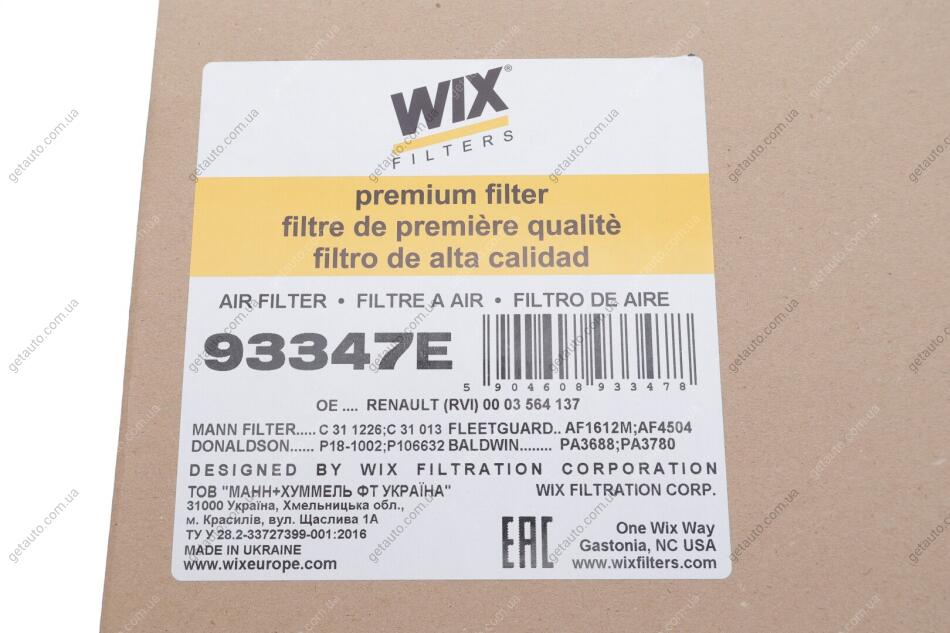 WIX®
FILTERS
premium filter
filtre de première qualitè
filtro de alta calidad
AIR FILTER • FILTRE A AIR • FILTRO DE AIRE
93347E
5 904608 933478
OE .... RENAULT (RVI) 00 03 564 137
MANN FILTER..... C 31 1226;C 31 013 FLEETGUARD.. AF1612M;AF4504
DONALDSON...... P18-1002;P106632 BALDWIN........ PA3688;PA3780
DESIGNED BY WIX FILTRATION CORPORATION
ТОВ "МАНН+ХУММЕЛЬ ФТ УКРАЇНА"
31000 Україна, Хмельницька обл.,
м. Красилів, вул. Щаслива 1А
ТУ У 28.2-33727399-001:2016
MADE IN UKRAINE
www.wixeurope.com
WIX FILTRATION CORP.
EAC
One Wix Way
Gastonia, NC USA
www.wixfilters.com
getauto.com.ua